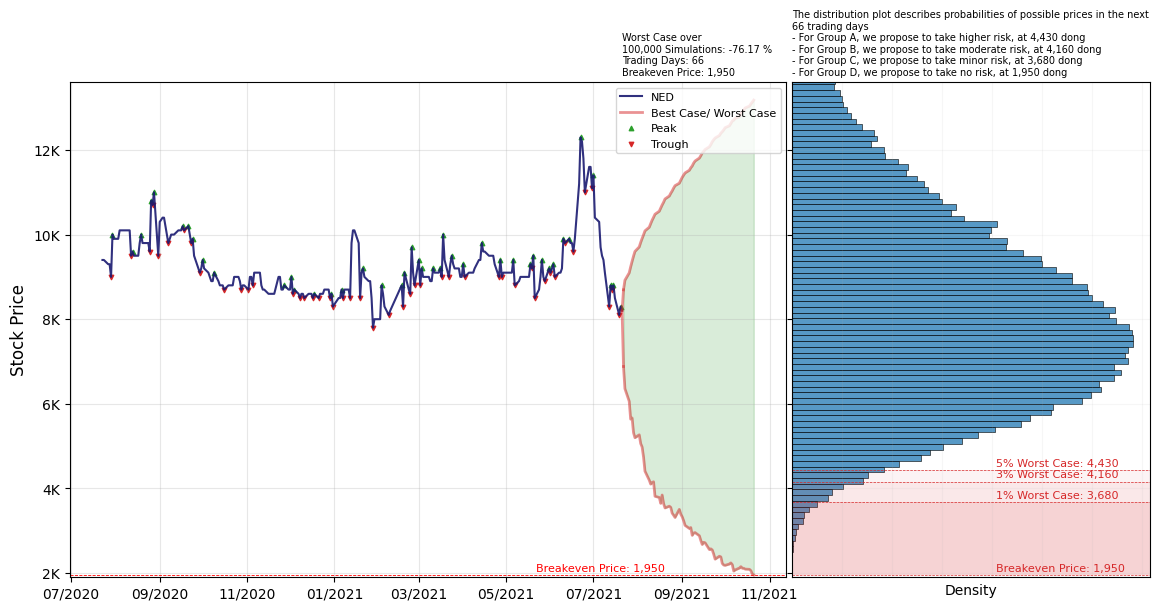 The distribution plot describes probabilities of possible prices in the next
66 trading days
- For Group A, we propose to take higher risk, at 4,430 dong
- For Group B, we propose to take moderate risk, at 4,160 dong
- For Group C, we propose to take minor risk, at 3,680 dong
- For Group D, we propose to take no risk, at 1,950 dong
Worst Case over
100,000 Simulations: -76.17 %
Trading Days: 66
Breakeven Price: 1,950
NED
Best Case/ Worst Case
Peak
Trough
Stock Price
12K
10K
8K
6K
4K
2K
Breakeven Price: 1,950
07/2020 09/2020 11/2020 01/2021 03/2021 05/2021 07/2021 09/2021 11/2021
5% Worst Case: 4,430
3% Worst Case: 4,160
1% Worst Case: 3,680
Breakeven Price: 1,950
Density